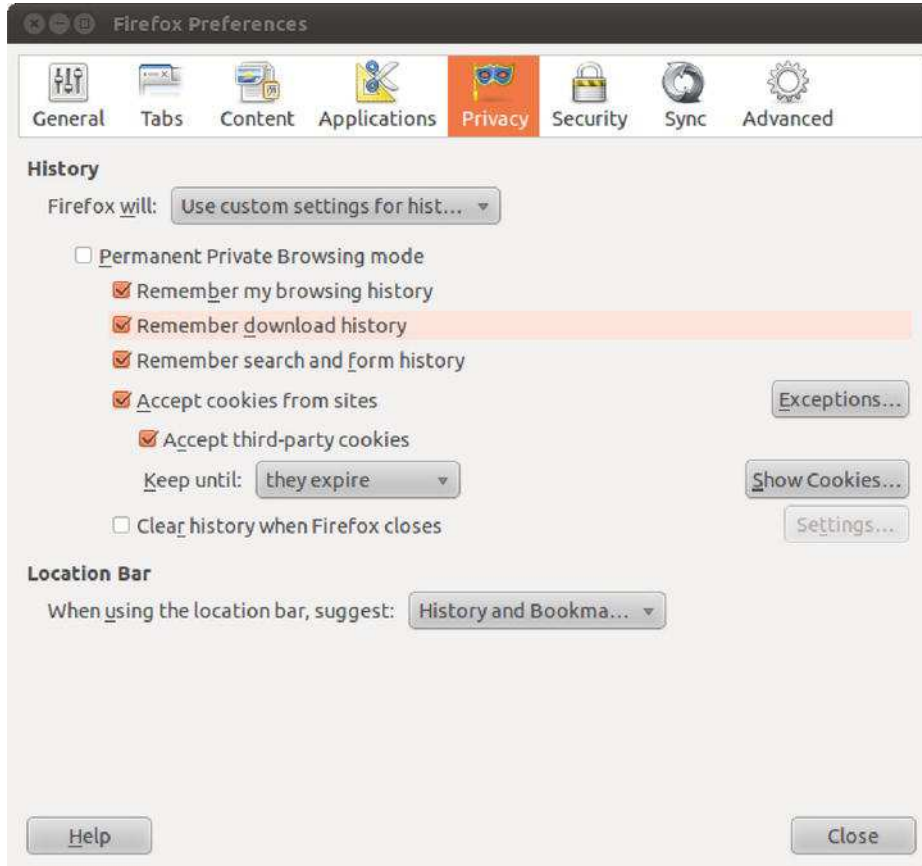 Firefox Preferences
General Tabs Content Applications Privacy Security Sync Advanced
History
Firefox will: Use custom settings for hist...
Permanent Private Browsing mode
Remember my browsing history
Remember download history
Remember search and form history
Accept cookies from sites Exceptions...
Accept third-party cookies
Keep until: they expire Show Cookies...
Clear history when Firefox closes Settings...
Location Bar
When using the location bar, suggest: History and Bookma...
Help Close